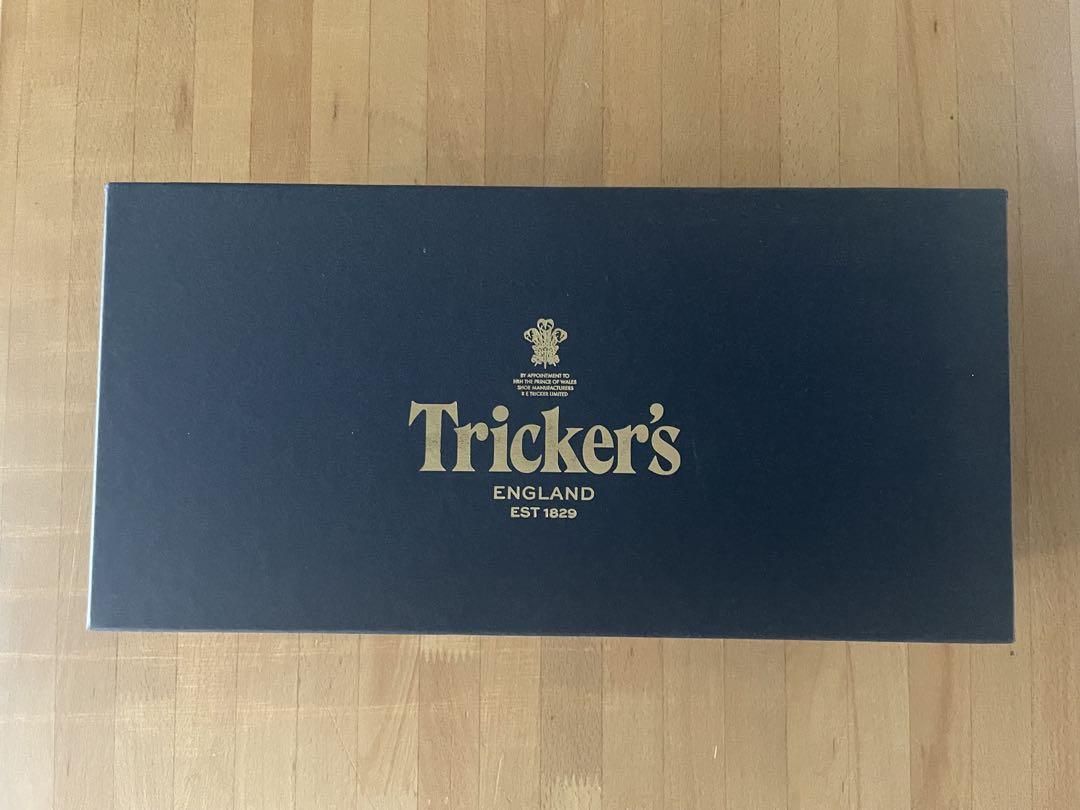 BY APPOINTMENT TO
HRH THE PRINCE OF WALES
SHOE MANUFACTURERS
R E TRICKER LIMITED
Tricker's
ENGLAND
EST 1829